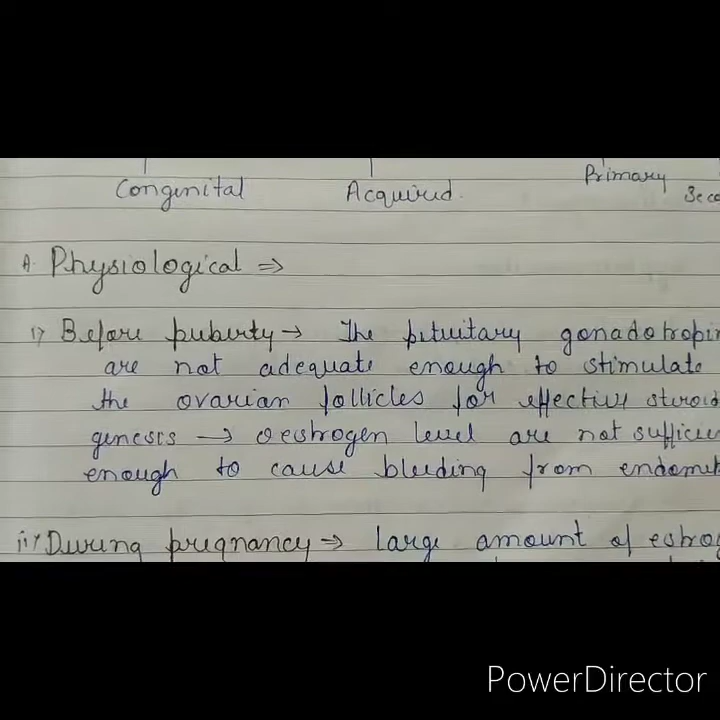 Congenital Acquired. Primary
A. Physiological ⇒
i) Before puberty → The pituitary gonadotropin
are not adequate enough to stimulate
the ovarian follicles for effective steroid
genesis → oestrogen level are not sufficien
enough to cause bleeding from endomet
ii) During pregnancy → large amount of estrog
PowerDirector